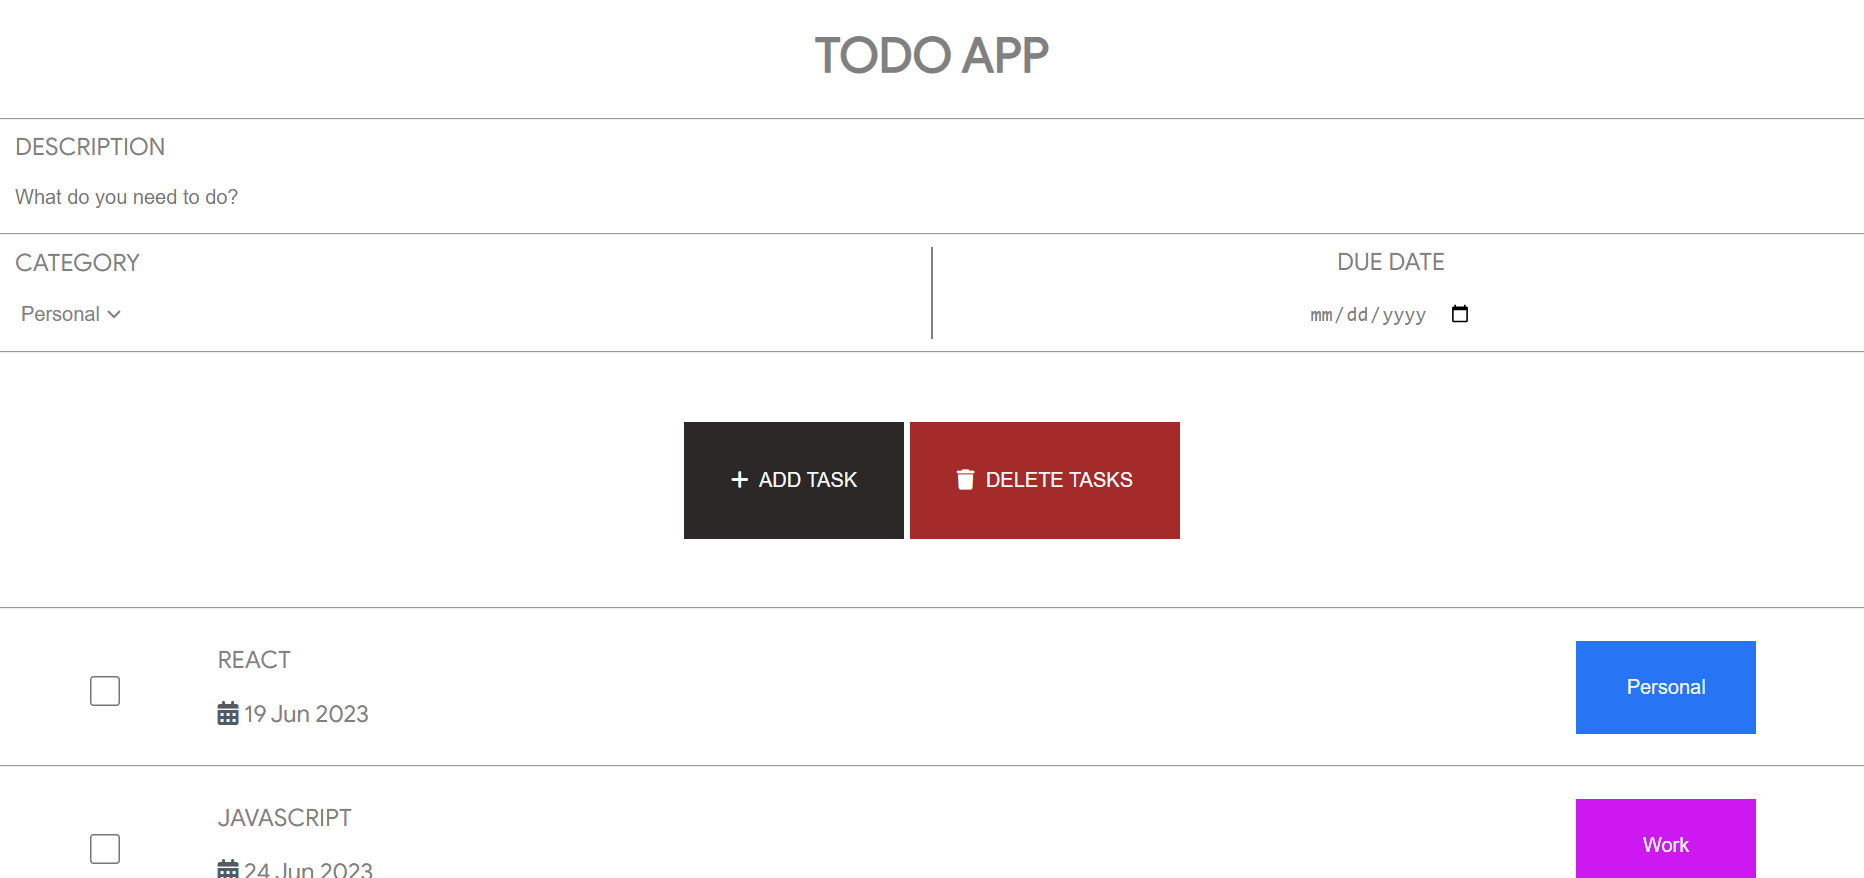 TODO APP
DESCRIPTION
What do you need to do?
CATEGORY
DUE DATE
Personal
mm/dd/yyyy
ADD TASK
DELETE TASKS
REACT
19 Jun 2023
Personal
JAVASCRIPT
24 Jun 2023
Work